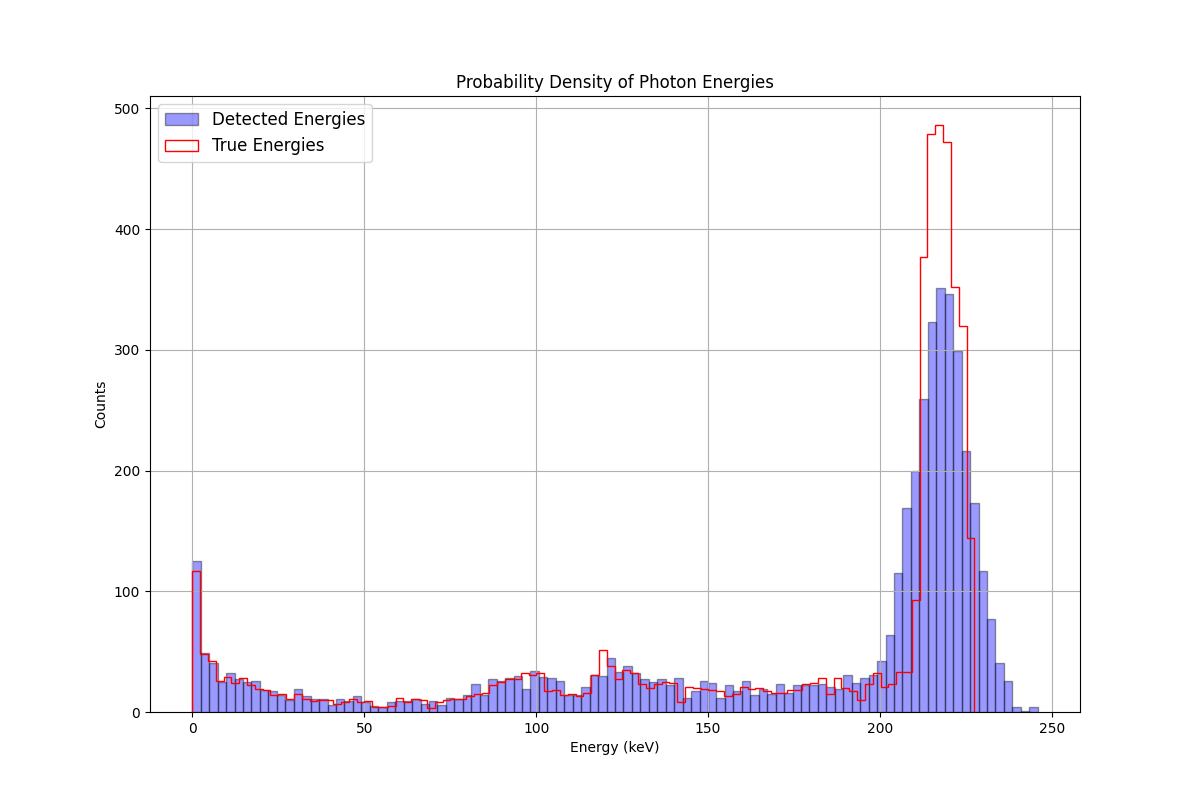 Probability Density of Photon Energies
Detected Energies
True Energies
500
400
300
200
100
0
Counts
0 50 100 150 200 250
Energy (keV)